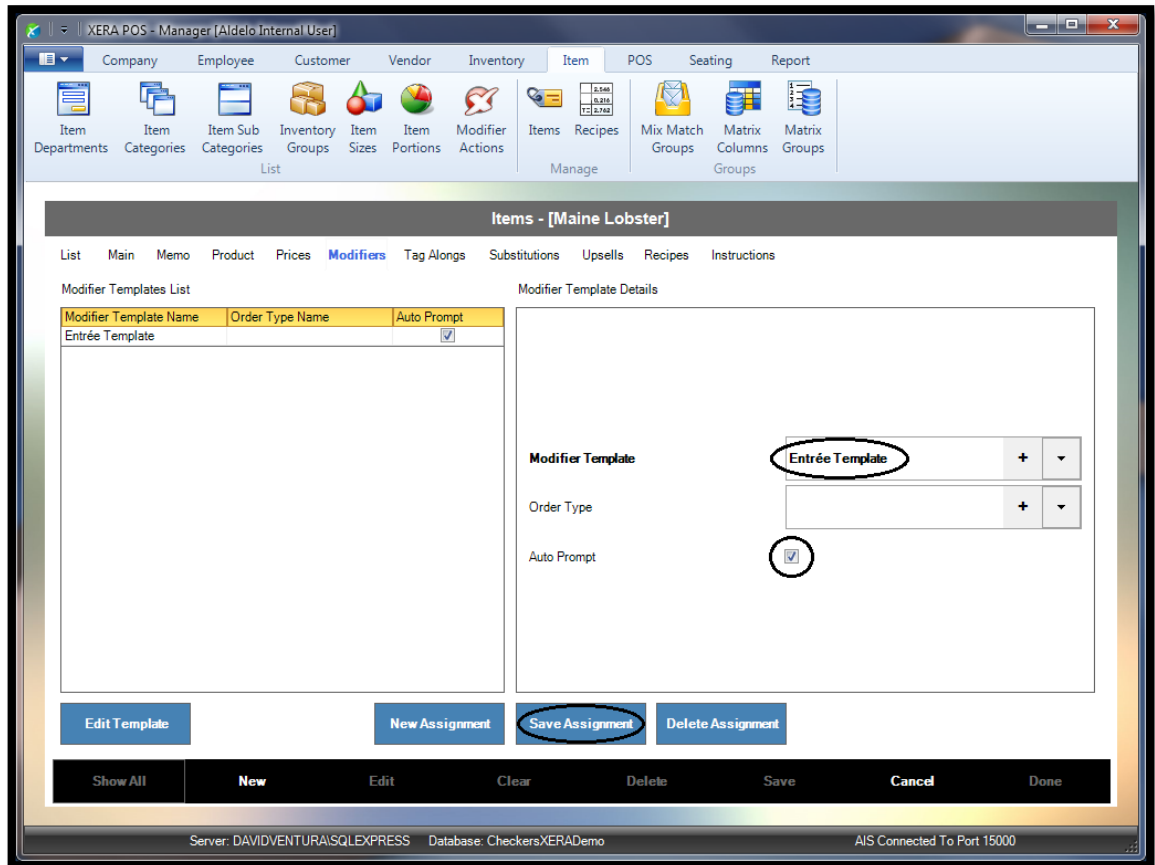 XERA POS - Manager [Aldelo Internal User]
Company Employee Customer Vendor Inventory Item POS Seating Report
Item Departments
Item Categories
Item Sub Categories
Inventory Groups
Item Sizes
Item Portions
Modifier Actions
Items
Recipes
Mix Match Groups
Matrix Columns
Matrix Groups
List Manage Groups
Items - [Maine Lobster]
List Main Memo Product Prices Modifiers Tag Alongs Substitutions Upsells Recipes Instructions
Modifier Templates List
Modifier Template Name Order Type Name Auto Prompt
Entrée Template
Modifier Template Details
Modifier Template Entrée Template +
Order Type +
Auto Prompt
Edit Template New Assignment Save Assignment Delete Assignment
Show All New Edit Clear Delete Save Cancel Done
Server: DAVIDVENTURA\SQLEXPRESS Database: CheckersXERADemo AIS Connected To Port 15000